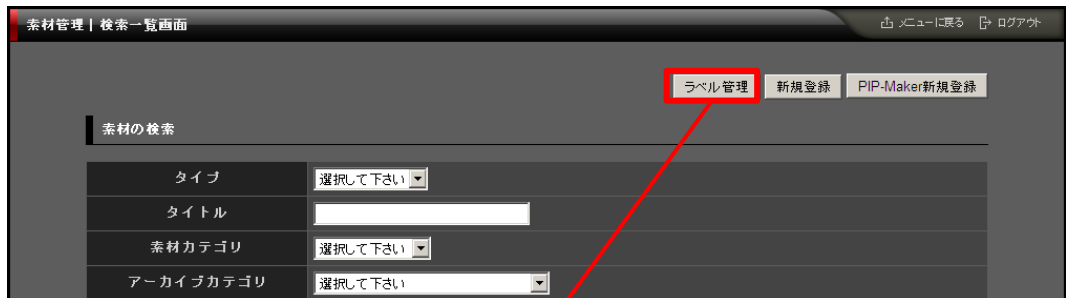 素材管理 | 検索一覧画面
メニューに戻る ログアウト
ラベル管理 新規登録 PIP-Maker新規登録
素材の検索
タイプ 選択して下さい
タイトル
素材カテゴリ 選択して下さい
アーカイブカテゴリ 選択して下さい